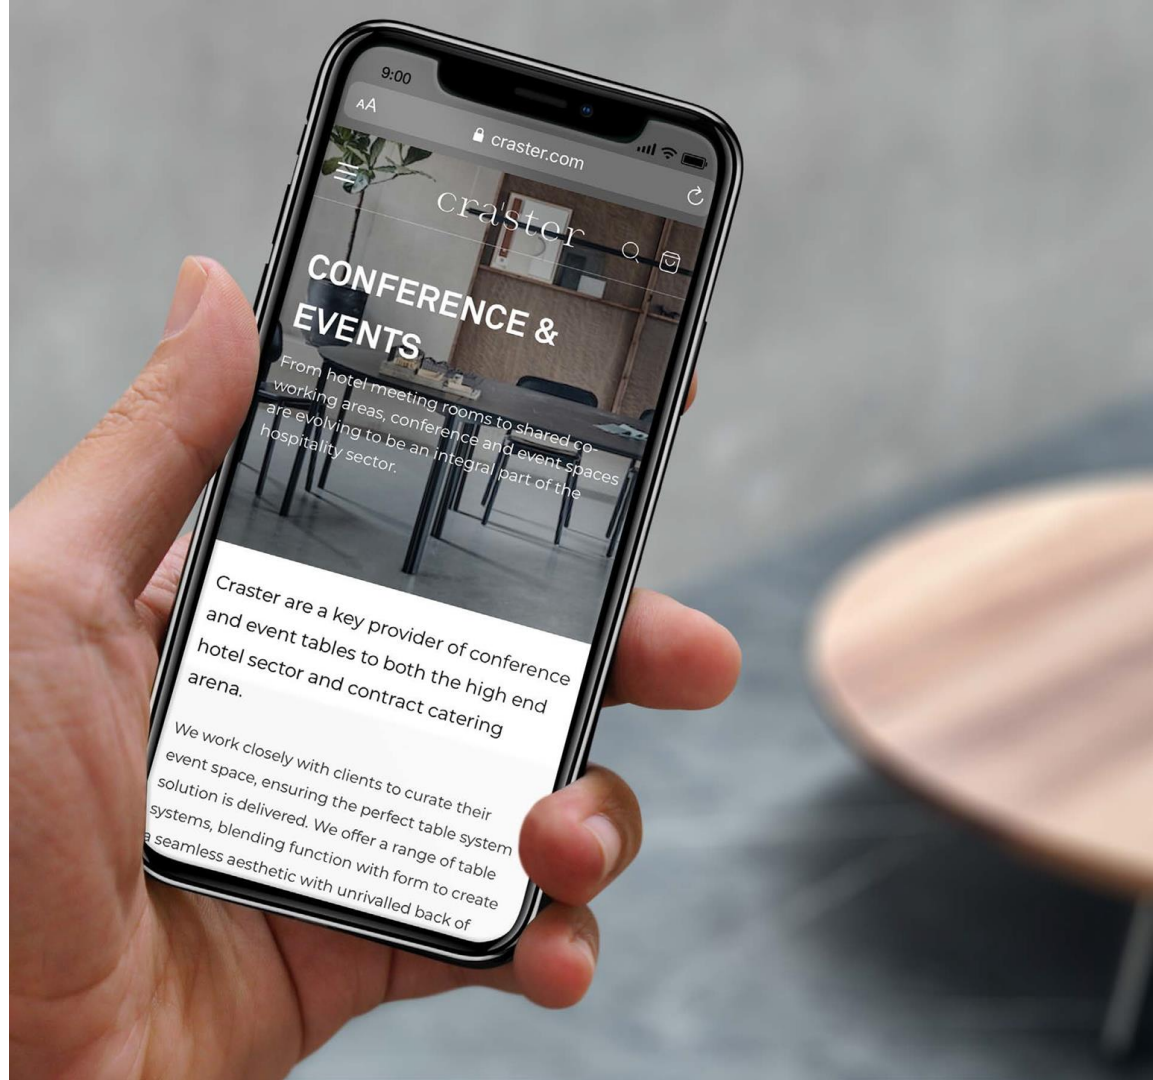 9:00
AA
craster.com
cra'ster
CONFERENCE &
EVENTS
From hotel meeting rooms to shared co-
working areas, conference and event spaces
are evolving to be an integral part of the
hospitality sector.
Craster are a key provider of conference
and event tables to both the high end
hotel sector and contract catering
arena.
We work closely with clients to curate their
event space, ensuring the perfect table system
solution is delivered. We offer a range of table
systems, blending function with form to create
a seamless aesthetic with unrivalled back of